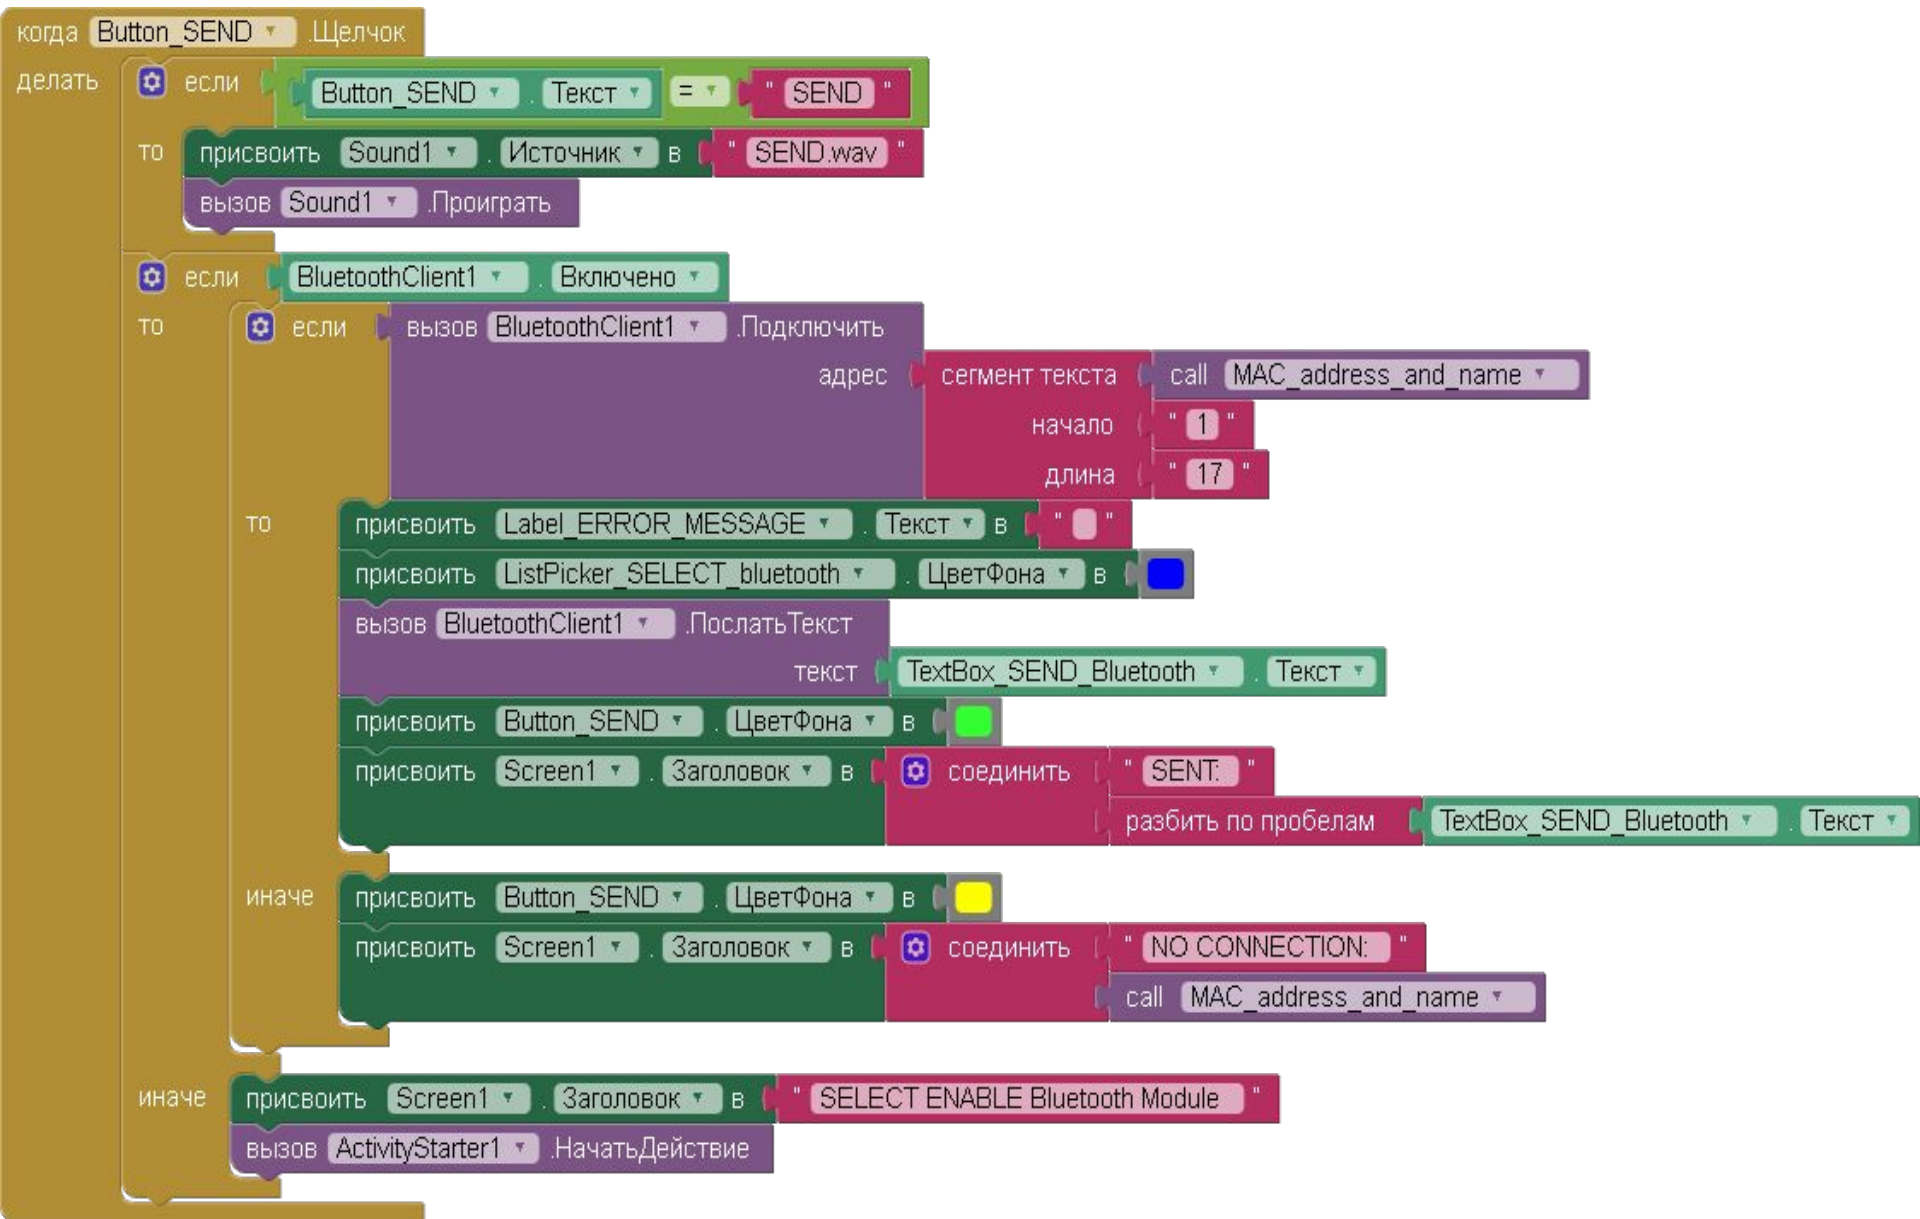 когда Button_SEND .Щелчок
делать если Button_SEND . Текст = " SEND "
то присвоить Sound1 . Источник в " SEND.wav "
вызов Sound1 .Проиграть
если BluetoothClient1 . Включено
то если вызов BluetoothClient1 .Подключить
адрес сегмент текста call MAC_address_and_name
начало " 1 "
длина " 17 "
то присвоить Label_ERROR_MESSAGE . Текст в " "
присвоить ListPicker_SELECT_bluetooth . ЦветФона в
вызов BluetoothClient1 .ПослатьТекст
текст TextBox_SEND_Bluetooth . Текст
присвоить Button_SEND . ЦветФона в
присвоить Screen1 . Заголовок в соединить " SENT: "
разбить по пробелам TextBox_SEND_Bluetooth . Текст
иначе присвоить Button_SEND . ЦветФона в
присвоить Screen1 . Заголовок в соединить " NO CONNECTION: "
call MAC_address_and_name
иначе присвоить Screen1 . Заголовок в " SELECT ENABLE Bluetooth Module "
вызов ActivityStarter1 .НачатьДействие